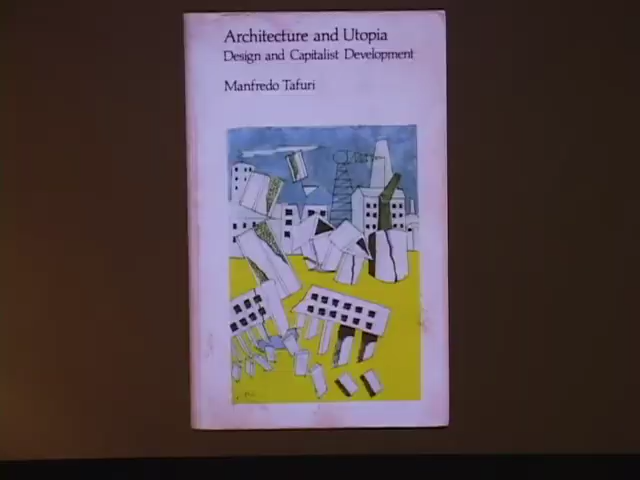 Architecture and Utopia
Design and Capitalist Development
Manfredo Tafuri